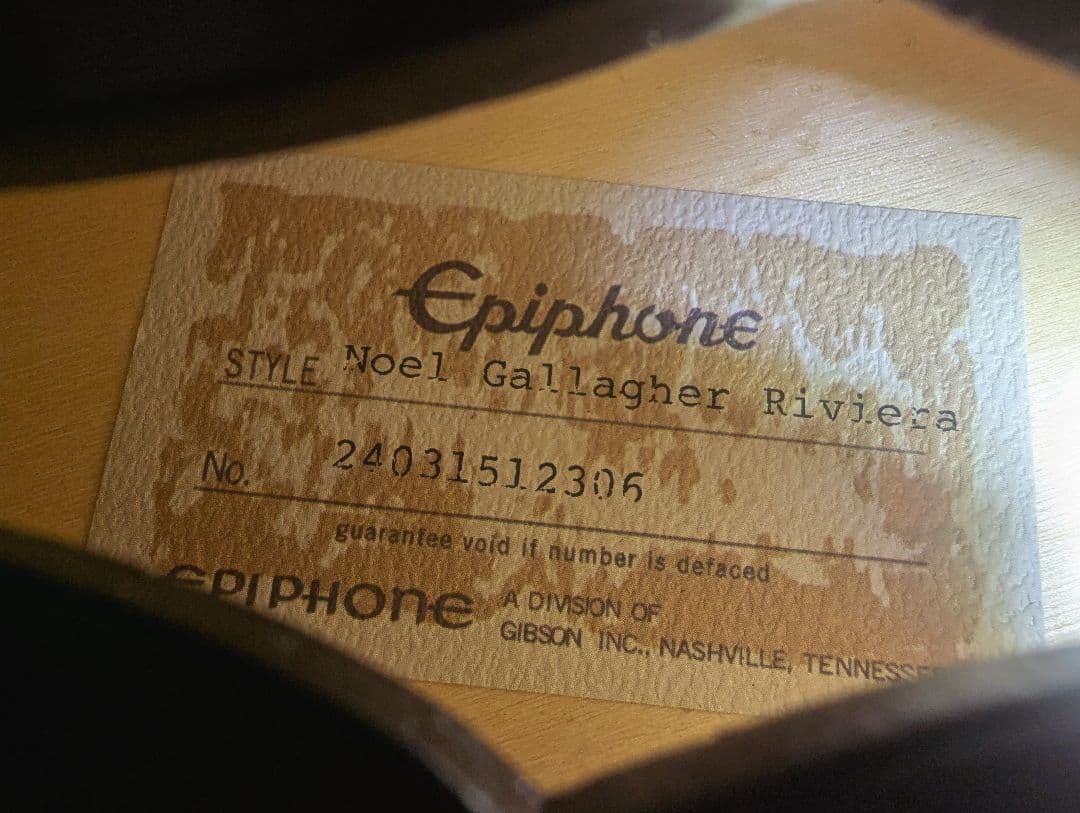 Epiphone
STYLE Noel Gallagher Riviera
No. 24031512306
guarantee void if number is defaced
EPIPHONE A DIVISION OF
GIBSON INC., NASHVILLE, TENNESSE